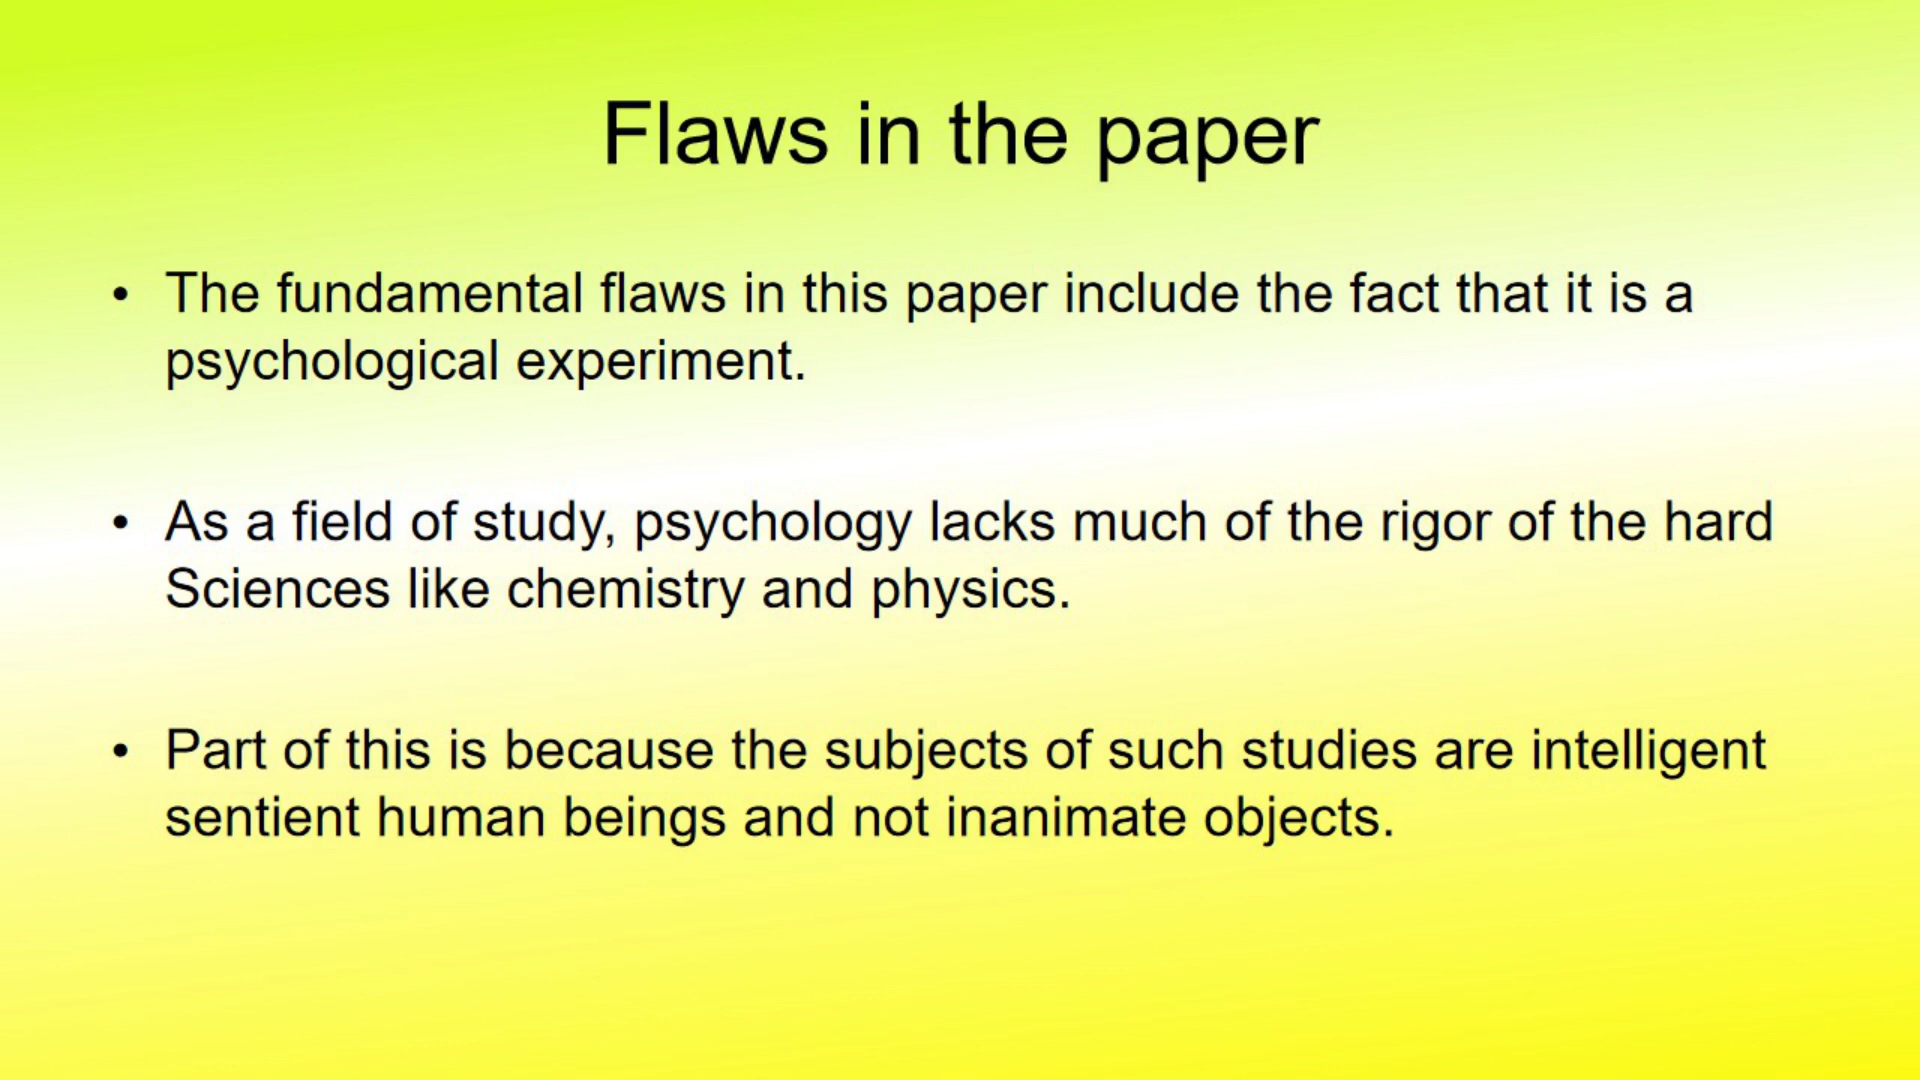 Flaws in the paper
• The fundamental flaws in this paper include the fact that it is a
psychological experiment.
• As a field of study, psychology lacks much of the rigor of the hard
Sciences like chemistry and physics.
• Part of this is because the subjects of such studies are intelligent
sentient human beings and not inanimate objects.